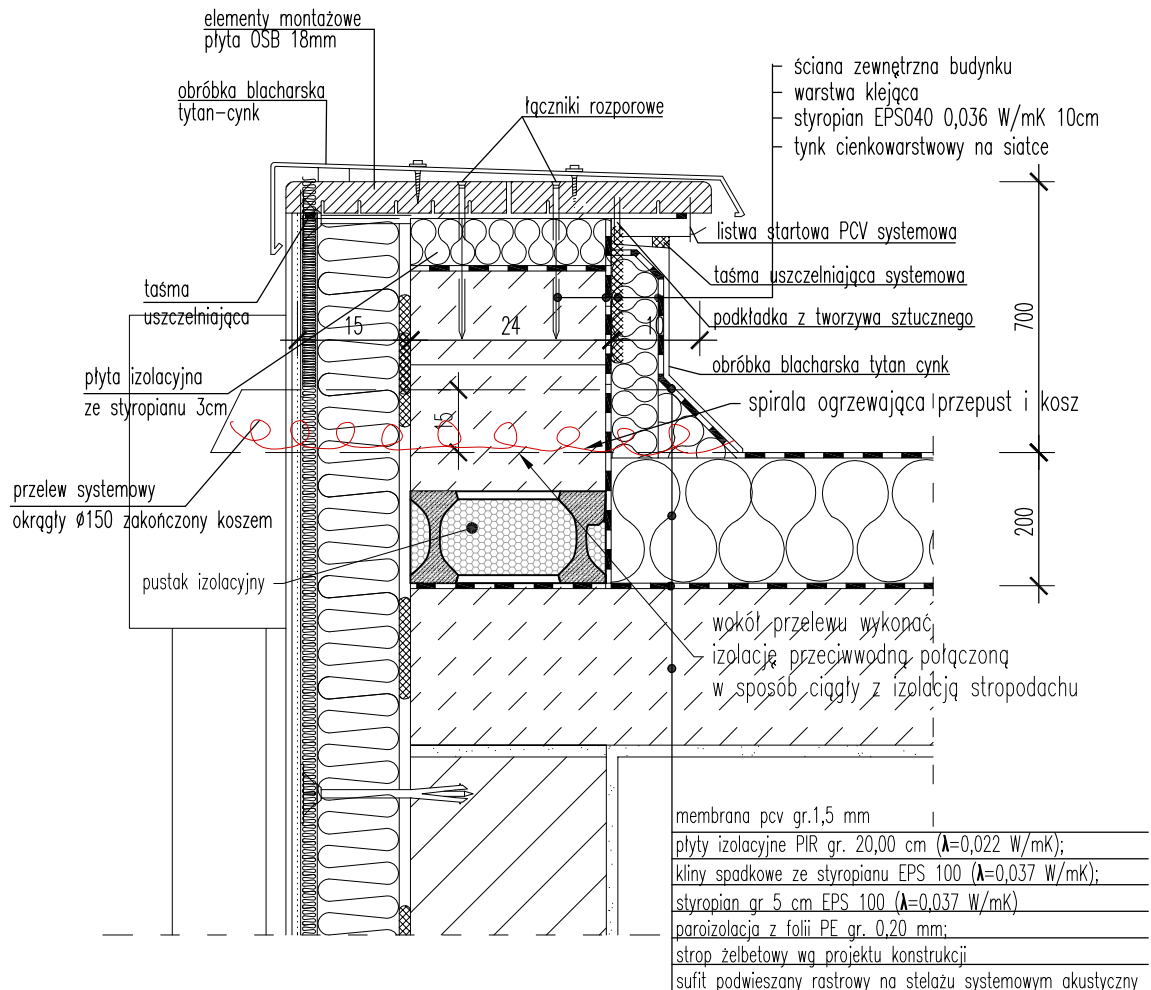 elementy montażowe
płyta OSB 18mm
obróbka blacharska
tytan-cynk
łączniki rozporowe
ściana zewnętrzna budynku
warstwa klejąca
styropian EPS040 0,036 W/mK 10cm
tynk cienkowarstwowy na siatce
listwa startowa PCV systemowa
taśma uszczelniająca systemowa
podkładka z tworzywa sztucznego
obróbka blacharska tytan cynk
spirala ogrzewająca przepust i kosz
taśma
uszczelniająca
15
24
1
700
płyta izolacyjna
ze styropianu 3cm
15
przelew systemowy
okrągły Ø150 zakończony koszem
200
pustak izolacyjny
wokół przelewu wykonać
izolację przeciwwodną połączoną
w sposób ciągły z izolacją stropodachu
membrana pcv gr.1,5 mm
płyty izolacyjne PIR gr. 20,00 cm (λ=0,022 W/mK);
kliny spadkowe ze styropianu EPS 100 (λ=0,037 W/mK);
styropian gr 5 cm EPS 100 (λ=0,037 W/mK)
paroizolacja z folii PE gr. 0,20 mm;
strop żelbetowy wg projektu konstrukcji
sufit podwieszany rastrowy na stelażu systemowym akustyczny